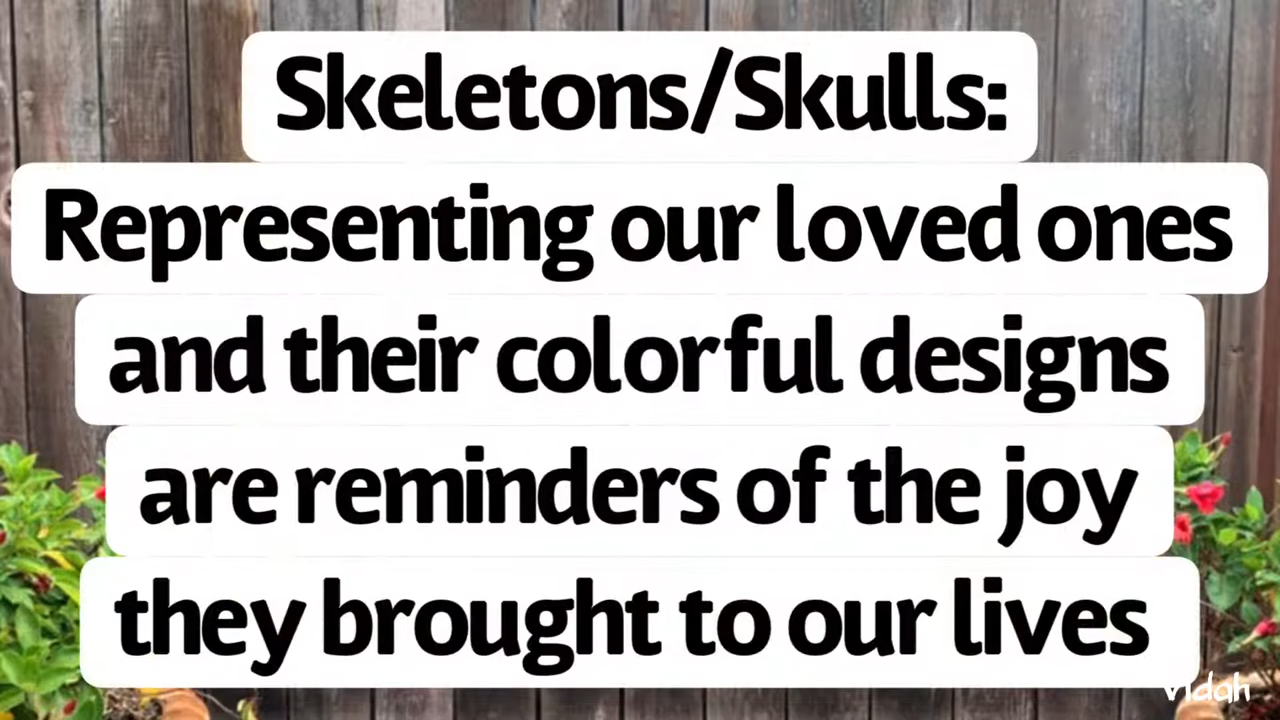 Skeletons/Skulls:
Representing our loved ones
and their colorful designs
are reminders of the joy
they brought to our lives
vidah